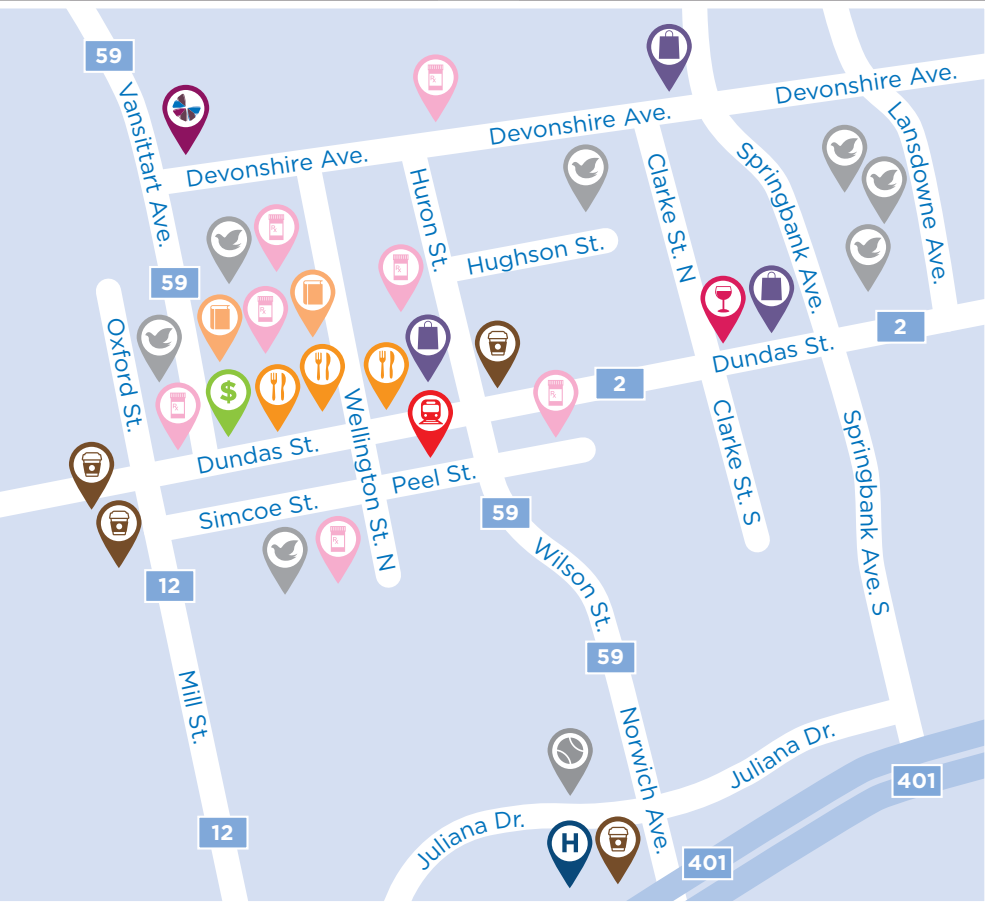 59
Vansittart Ave.
Devonshire Ave.
Devonshire Ave.
Devonshire Ave.
Lansdowne Ave.
Springbank Ave.
Clarke St. N
Huron St.
Hughson St.
59
Oxford St.
$
2
2
Dundas St.
Dundas St.
Wellington St. N
Peel St.
Simcoe St.
Clarke St. S
Springbank Ave. S
59
12
Wilson St.
59
Mill St.
Norwich Ave.
Juliana Dr.
Juliana Dr.
401
12
H
401